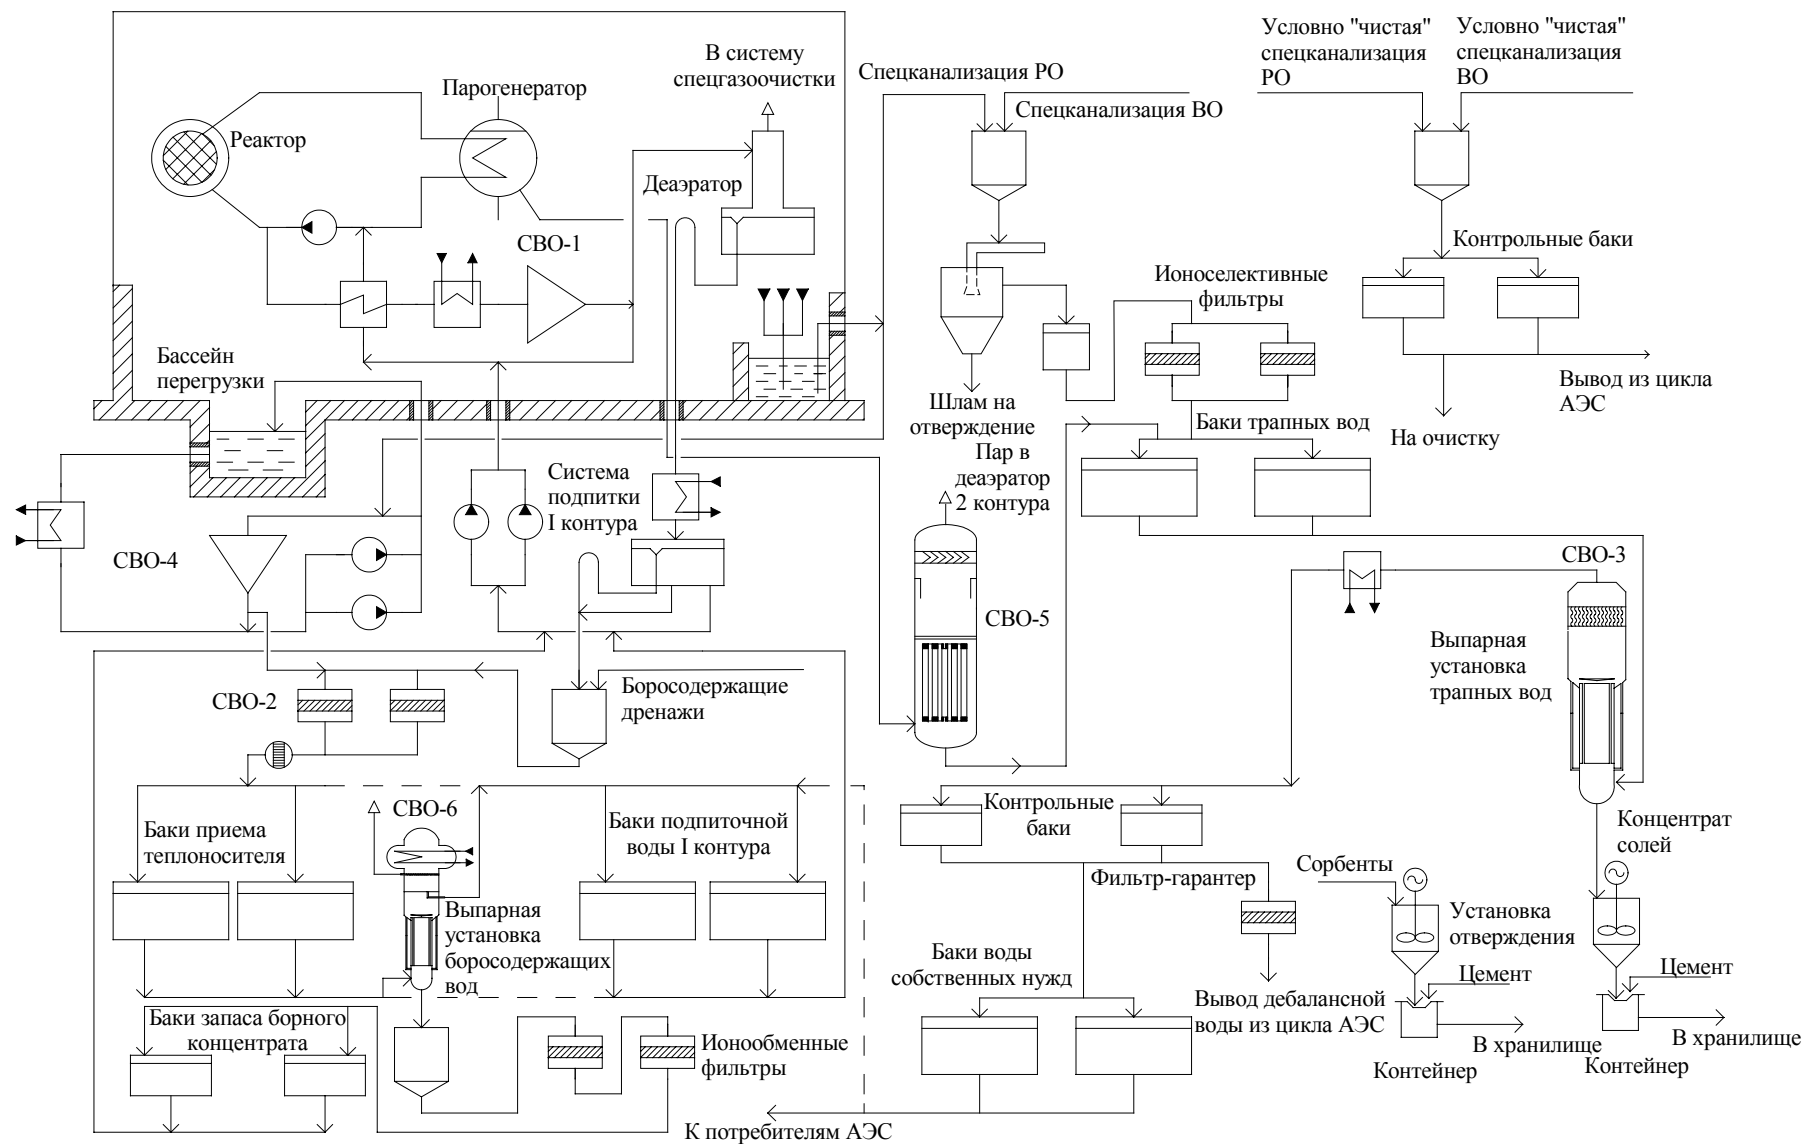 Условно "чистая"
спецканализация
РО
Условно "чистая"
спецканализация
ВО
В систему
спецгазоочистки
Спецканализация РО
Спецканализация ВО
Парогенератор
Реактор
Деаэратор
СВО-1
Контрольные баки
Ионоселективные
фильтры
Бассейн
перегрузки
Вывод из цикла
АЭС
На очистку
Шлам на
отверждение
Баки трапных вод
Пар в
деаэратор
2 контура
Система
подпитки
I контура
СВО-4
СВО-3
СВО-5
Выпарная
установка
трапных вод
СВО-2
Боросодержащие
дренажи
СВО-6
Баки приема
теплоносителя
Баки подпиточной
воды I контура
Контрольные
баки
Концентрат
солей
Фильтр-гарантер
Сорбенты
Выпарная
установка
боросодержащих
вод
Установка
отверждения
Баки воды
собственных нужд
Цемент
Цемент
Вывод дебалансной
воды из цикла АЭС
Баки запаса борного
концентрата
Ионообменные
фильтры
В хранилище
В хранилище
Контейнер
Контейнер
К потребителям АЭС